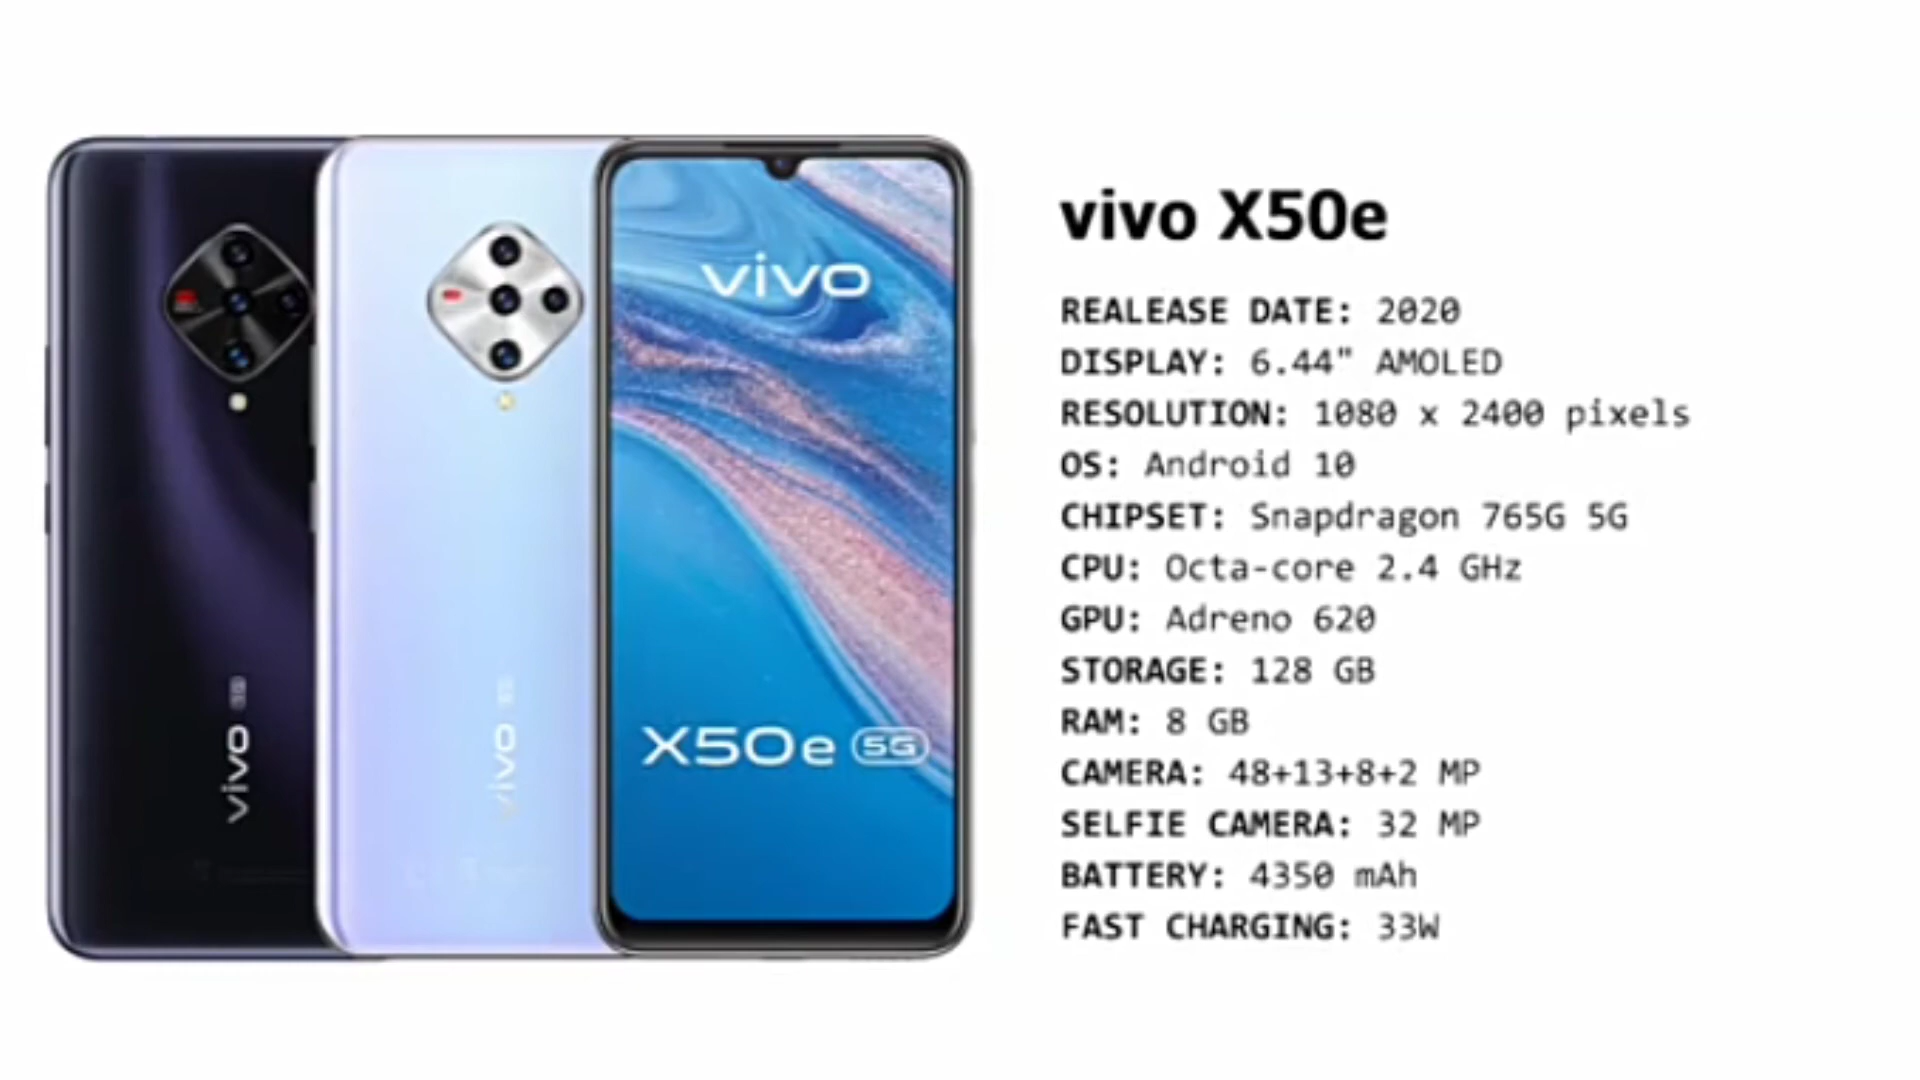 vivo
vivo
vivo
X50e 5G
vivo X50e
REALEASE DATE: 2020
DISPLAY: 6.44" AMOLED
RESOLUTION: 1080 x 2400 pixels
OS: Android 10
CHIPSET: Snapdragon 765G 5G
CPU: Octa-core 2.4 GHz
GPU: Adreno 620
STORAGE: 128 GB
RAM: 8 GB
CAMERA: 48+13+8+2 MP
SELFIE CAMERA: 32 MP
BATTERY: 4350 mAh
FAST CHARGING: 33W